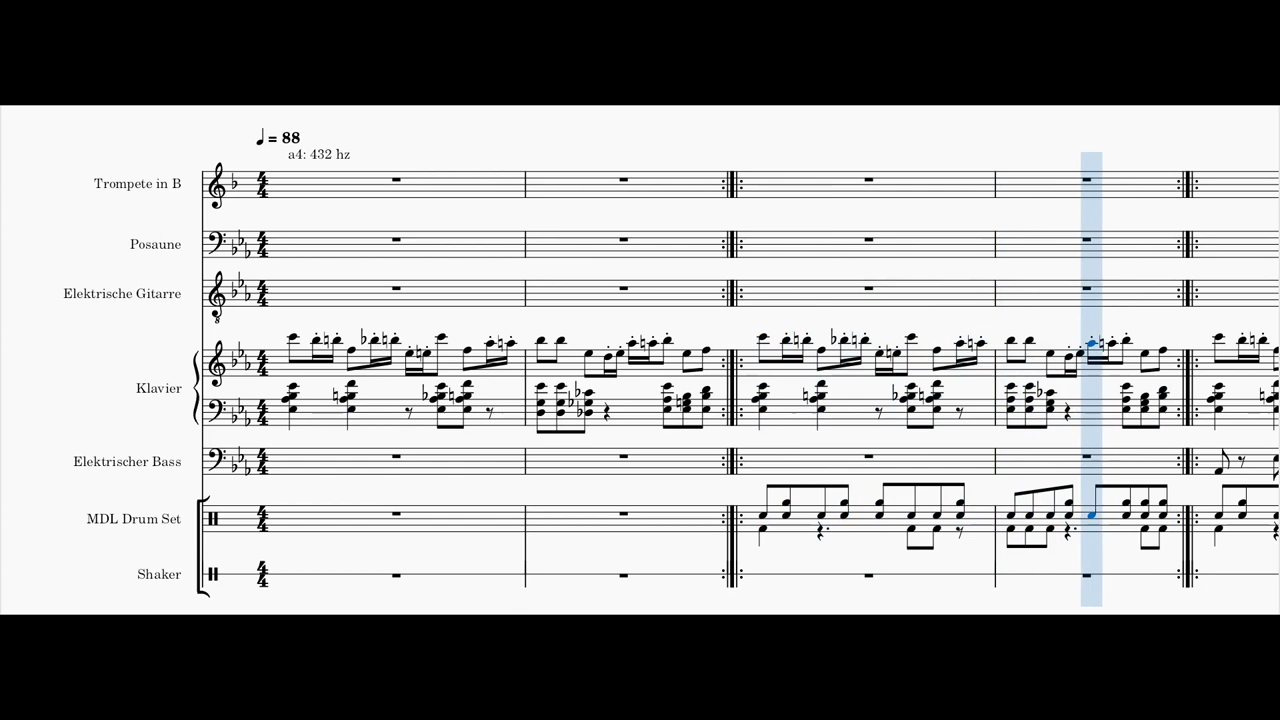 ♩ = 88
a4: 432 hz
Trompete in B
Posaune
Elektrische Gitarre
Klavier
Elektrischer Bass
MDL Drum Set
Shaker